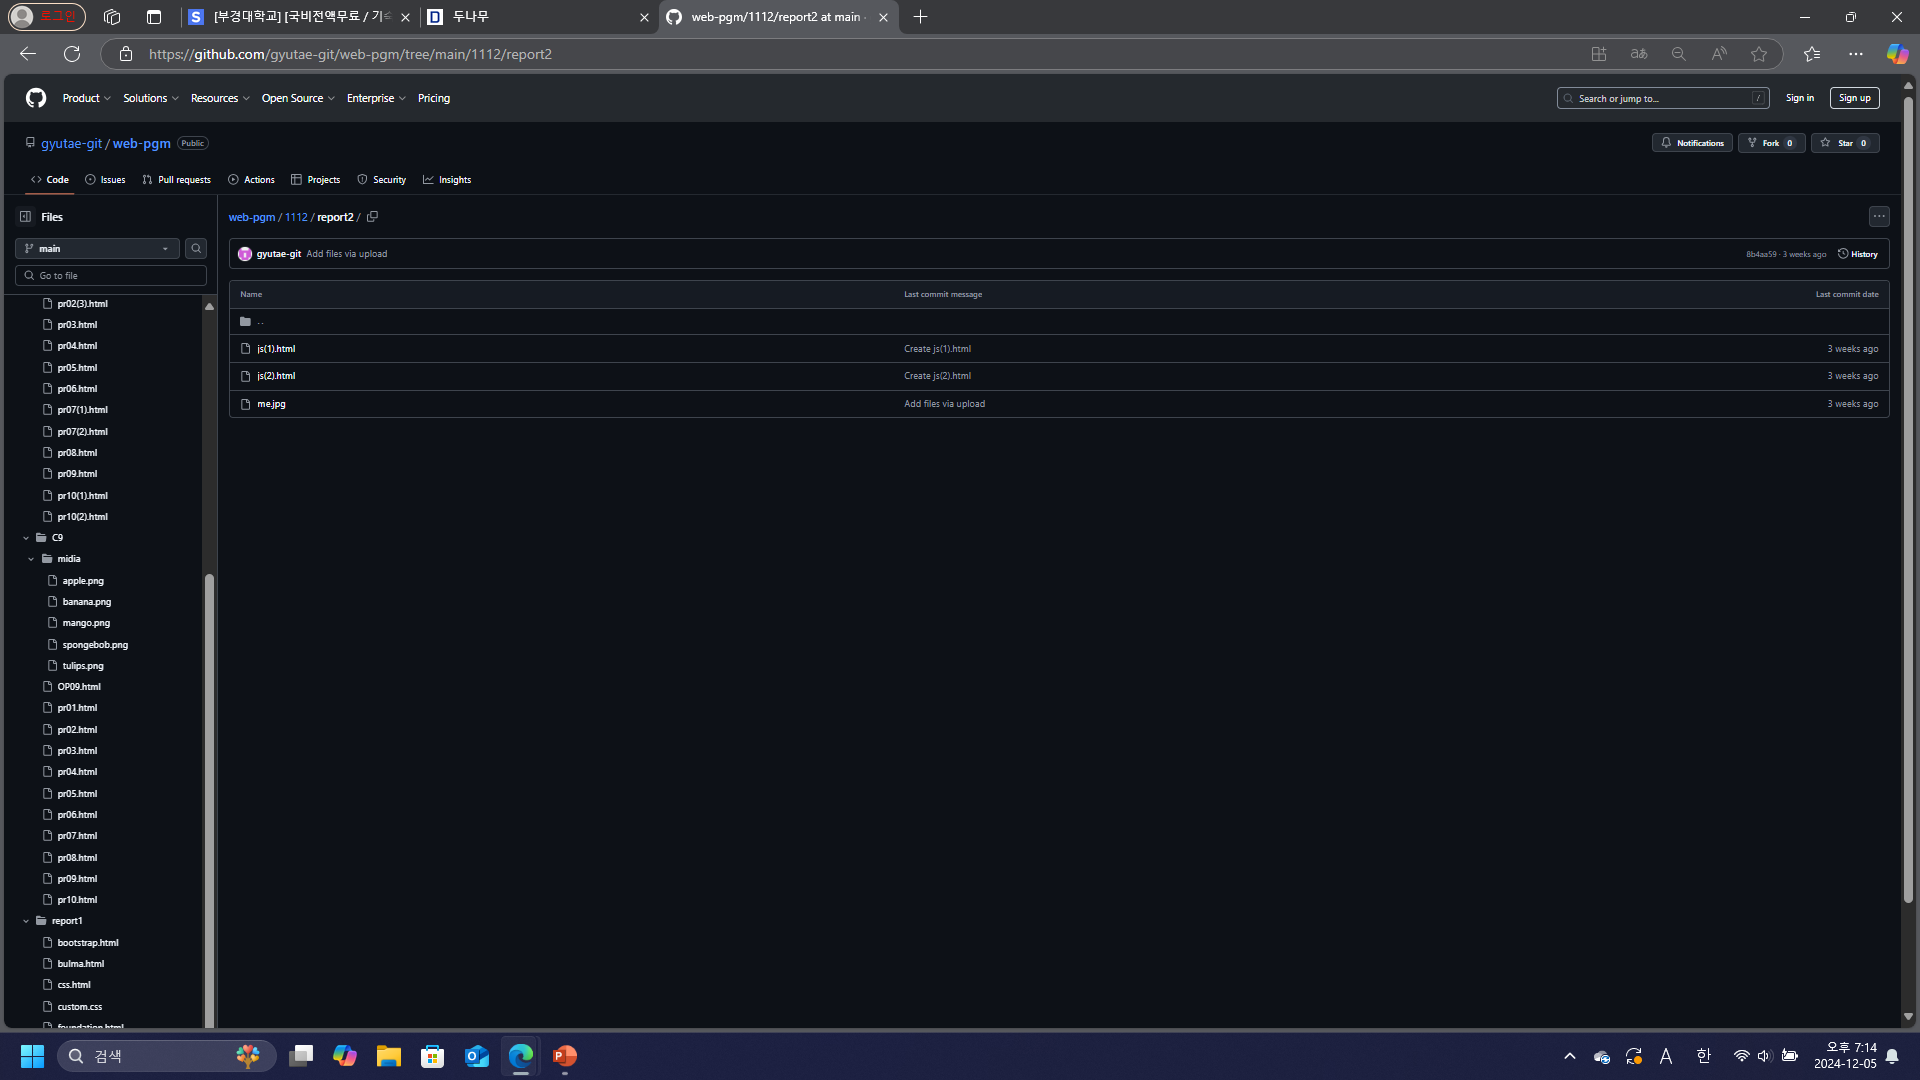 로그인
[부경대학교] [국비전액무료 / 기숙
두나무
web-pgm/1112/report2 at main ·
https://github.com/gyutae-git/web-pgm/tree/main/1112/report2
Product Solutions Resources Open Source Enterprise Pricing
Search or jump to... / Sign in Sign up
gyutae-git / web-pgm Public
Notifications Fork 0 Star 0
Code Issues Pull requests Actions Projects Security Insights
Files
main
Go to file
pr02(3).html
pr03.html
pr04.html
pr05.html
pr06.html
pr07(1).html
pr07(2).html
pr08.html
pr09.html
pr10(1).html
pr10(2).html
C9
midia
apple.png
banana.png
mango.png
spongebob.png
tulips.png
OP09.html
pr01.html
pr02.html
pr03.html
pr04.html
pr05.html
pr06.html
pr07.html
pr08.html
pr09.html
pr10.html
report1
bootstrap.html
bulma.html
css.html
custom.css
foundation.html
web-pgm / 1112 / report2 /
gyutae-git Add files via upload 8b4aa59 · 3 weeks ago History
Name Last commit message Last commit date
..
js(1).html Create js(1).html 3 weeks ago
js(2).html Create js(2).html 3 weeks ago
me.jpg Add files via upload 3 weeks ago
검색
A 한
오후 7:14
2024-12-05